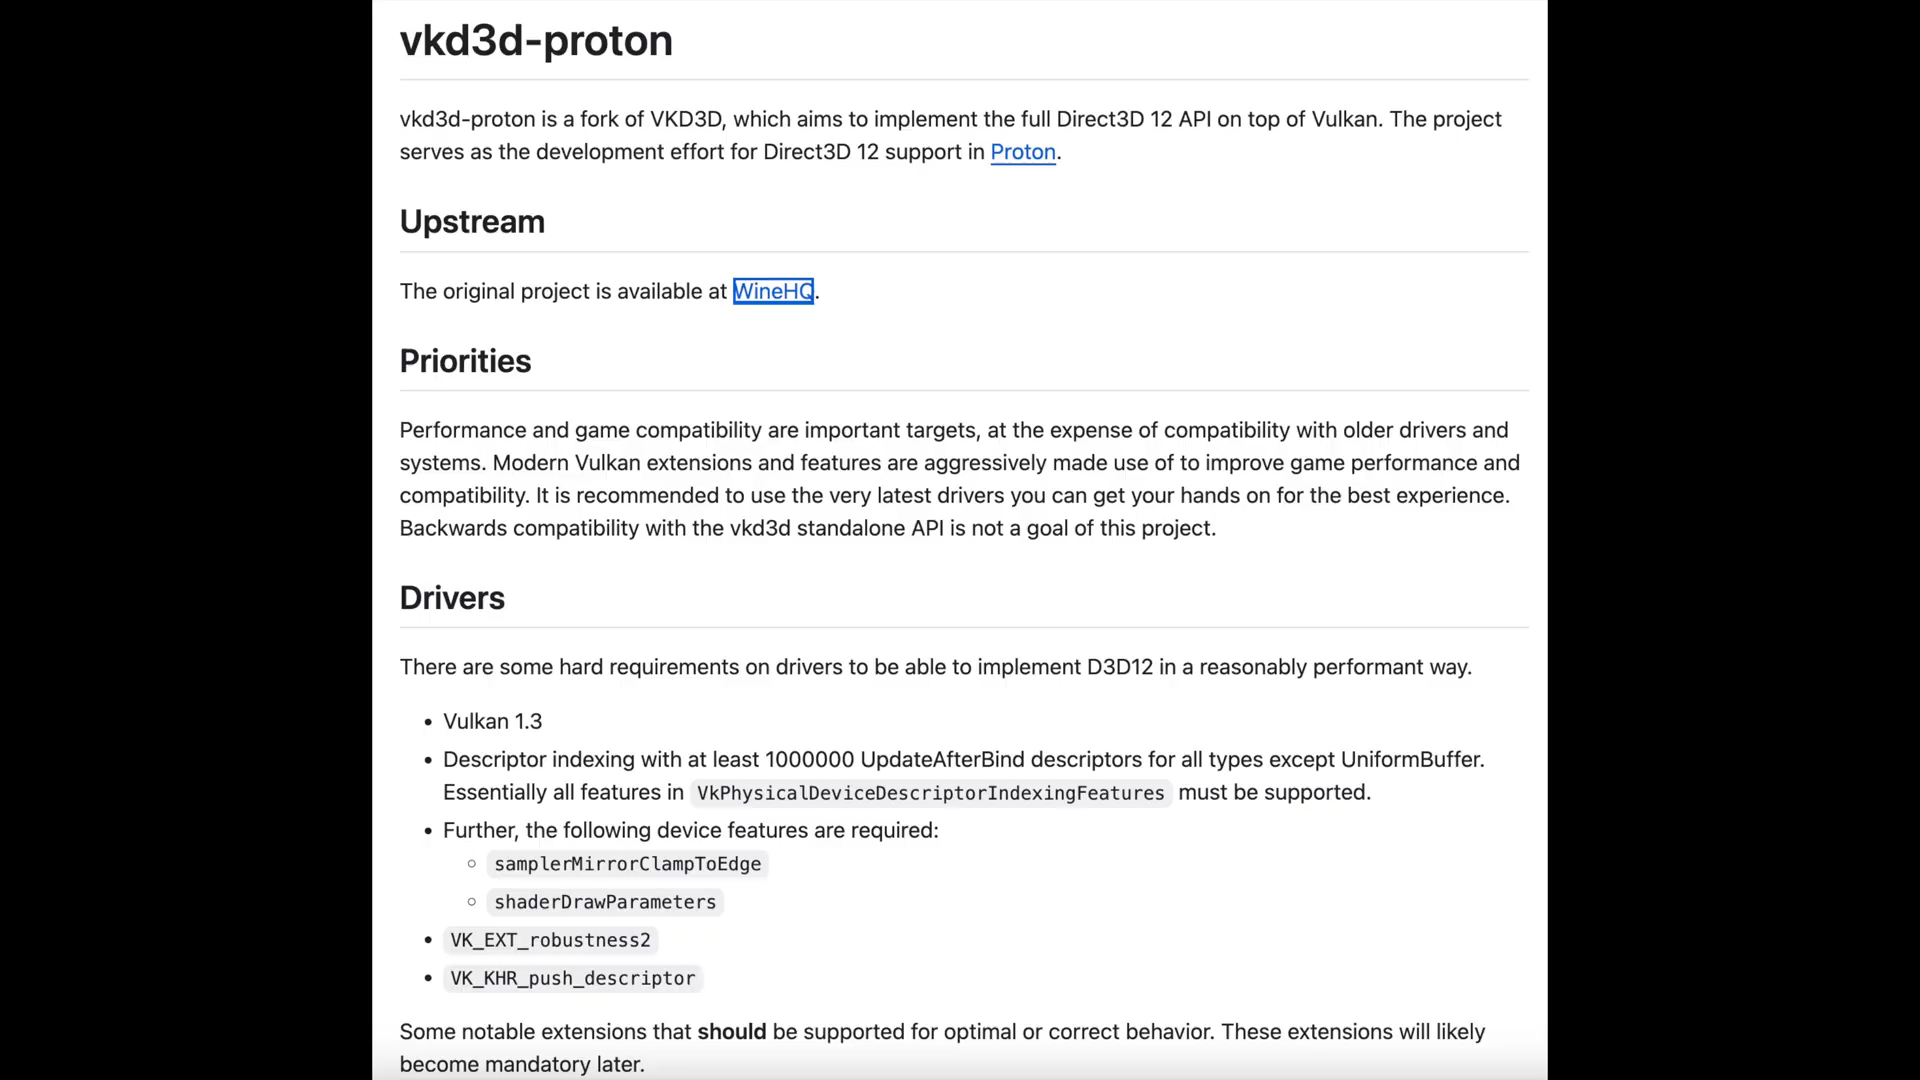 vkd3d-proton
vkd3d-proton is a fork of VKD3D, which aims to implement the full Direct3D 12 API on top of Vulkan. The project
serves as the development effort for Direct3D 12 support in Proton.
Upstream
The original project is available at WineHQ.
Priorities
Performance and game compatibility are important targets, at the expense of compatibility with older drivers and
systems. Modern Vulkan extensions and features are aggressively made use of to improve game performance and
compatibility. It is recommended to use the very latest drivers you can get your hands on for the best experience.
Backwards compatibility with the vkd3d standalone API is not a goal of this project.
Drivers
There are some hard requirements on drivers to be able to implement D3D12 in a reasonably performant way.
• Vulkan 1.3
• Descriptor indexing with at least 1000000 UpdateAfterBind descriptors for all types except UniformBuffer.
Essentially all features in VkPhysicalDeviceDescriptorIndexingFeatures must be supported.
• Further, the following device features are required:
◦ samplerMirrorClampToEdge
◦ shaderDrawParameters
• VK_EXT_robustness2
• VK_KHR_push_descriptor
Some notable extensions that should be supported for optimal or correct behavior. These extensions will likely
become mandatory later.